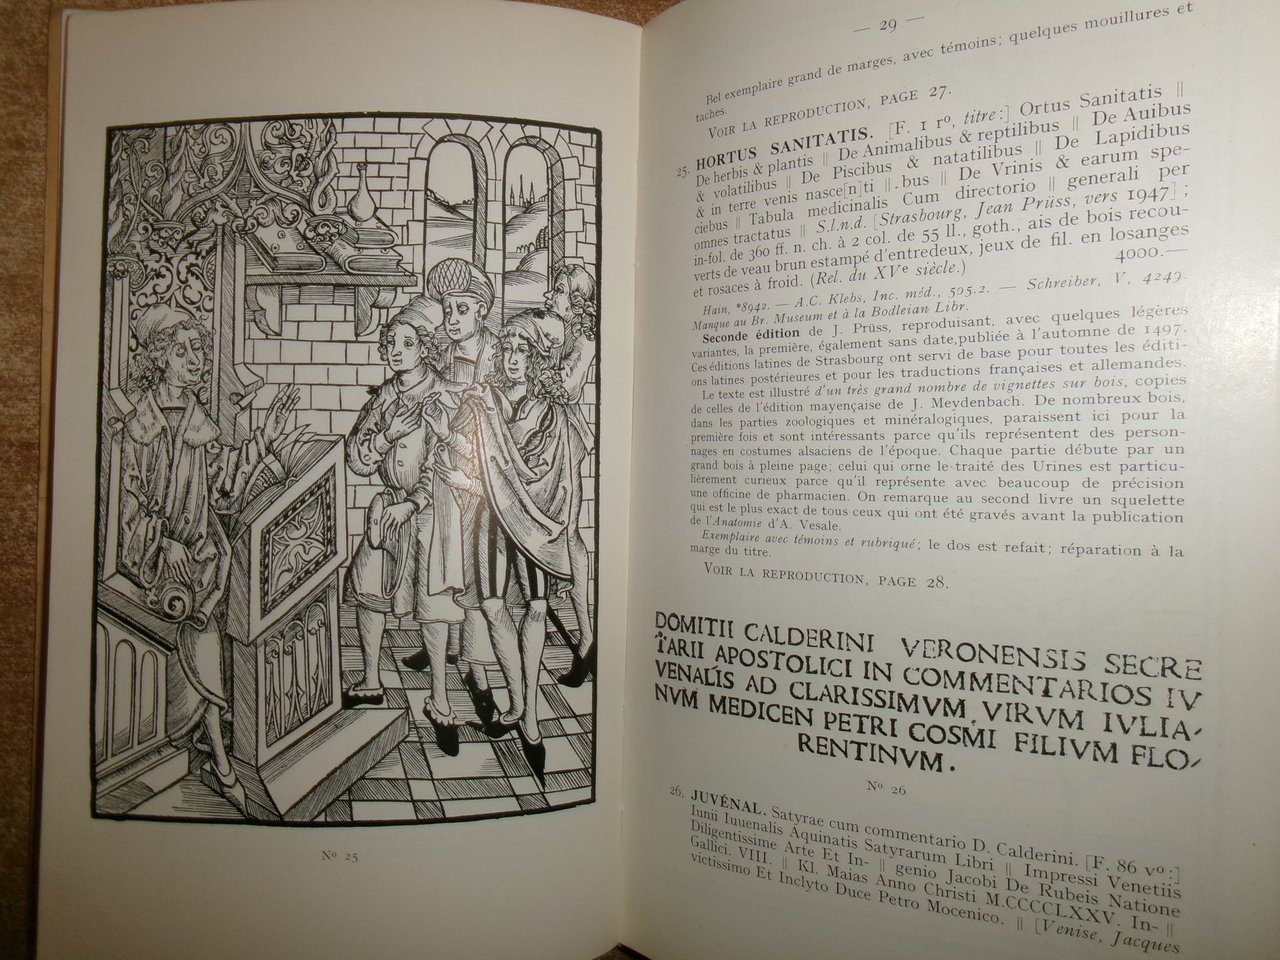 Nº 25
— 29 —
Bel exemplaire grand de marges, avec témoins; quelques mouillures et
taches.
VOIR LA REPRODUCTION, PAGE 27.
25. HORTUS SANITATIS. [F. 1 rº, titre:] Ortus Sanitatis ||
De herbis & plantis || De Animalibus & reptilibus || De Auibus
& volatilibus || De Piscibus & natatilibus || De Lapidibus
& in terre venis nasce[n]ti || .bus || De Vrinis & earum spe-
ciebus || Tabula medicinalis Cum directorio || generali per
omnes tractatus || S.l.n.d. [Strasbourg, Jean Prüss, vers 1947] ;
in-fol. de 360 ff. n. ch. à 2 col. de 55 ll., goth., ais de bois recou-
verts de veau brun estampé d'entredeux, jeux de fil. en losanges
et rosaces à froid. (Rel. du XVe siècle.) 4000.—
Hain, *8942. — A.C. Klebs, Inc. méd., 505.2. — Schreiber, V, 4249.
Manque au Br. Museum et à la Bodleian Libr.
Seconde édition de J. Prüss, reproduisant, avec quelques légères
variantes, la première, également sans date,publiée à l'automne de 1497.
Ces éditions latines de Strasbourg ont servi de base pour toutes les éditi-
ons latines postérieures et pour les traductions françaises et allemandes.
Le texte est illustré d'un très grand nombre de vignettes sur bois, copies
de celles de l'édition mayençaise de J. Meydenbach. De nombreux bois,
dans les parties zoologiques et minéralogiques, paraissent ici pour la
première fois et sont intéressants parce qu'ils représentent des person-
nages en costumes alsaciens de l'époque. Chaque partie débute par un
grand bois à pleine page; celui qui orne le traité des Urines est particu-
lièrement curieux parce qu'il représente avec beaucoup de précision
une officine de pharmacien. On remarque au second livre un squelette
qui est le plus exact de tous ceux qui ont été gravés avant la publication
de l'Anatomie d'A. Vesale.
Exemplaire avec témoins et rubriqué; le dos est refait; réparation à la
marge du titre.
VOIR LA REPRODUCTION, PAGE 28.
DOMITII CALDERINI VERONENSIS SECRE
TARII APOSTOLICI IN COMMENTARIOS IV
VENALIS AD CLARISSIMVM VIRVM IVLIA-
NVM MEDICEN PETRI COSMI FILIVM FLO-
RENTINVM.
Nº 26
26. JUVÉNAL. Satyrae cum commentario D. Calderini. [F. 86 vº:]
Iunii Iuuenalis Aquinatis Satyrarum Libri || Impressi Venetiis
Diligentissime Arte Et In- || genio Jacobi De Rubeis Natione
Gallici. VIII. || Kl. Maias Anno Christi M.CCCCLXXV. In- ||
victissimo Et Inclyto Duce Petro Mocenico. || [Venise, Jacques